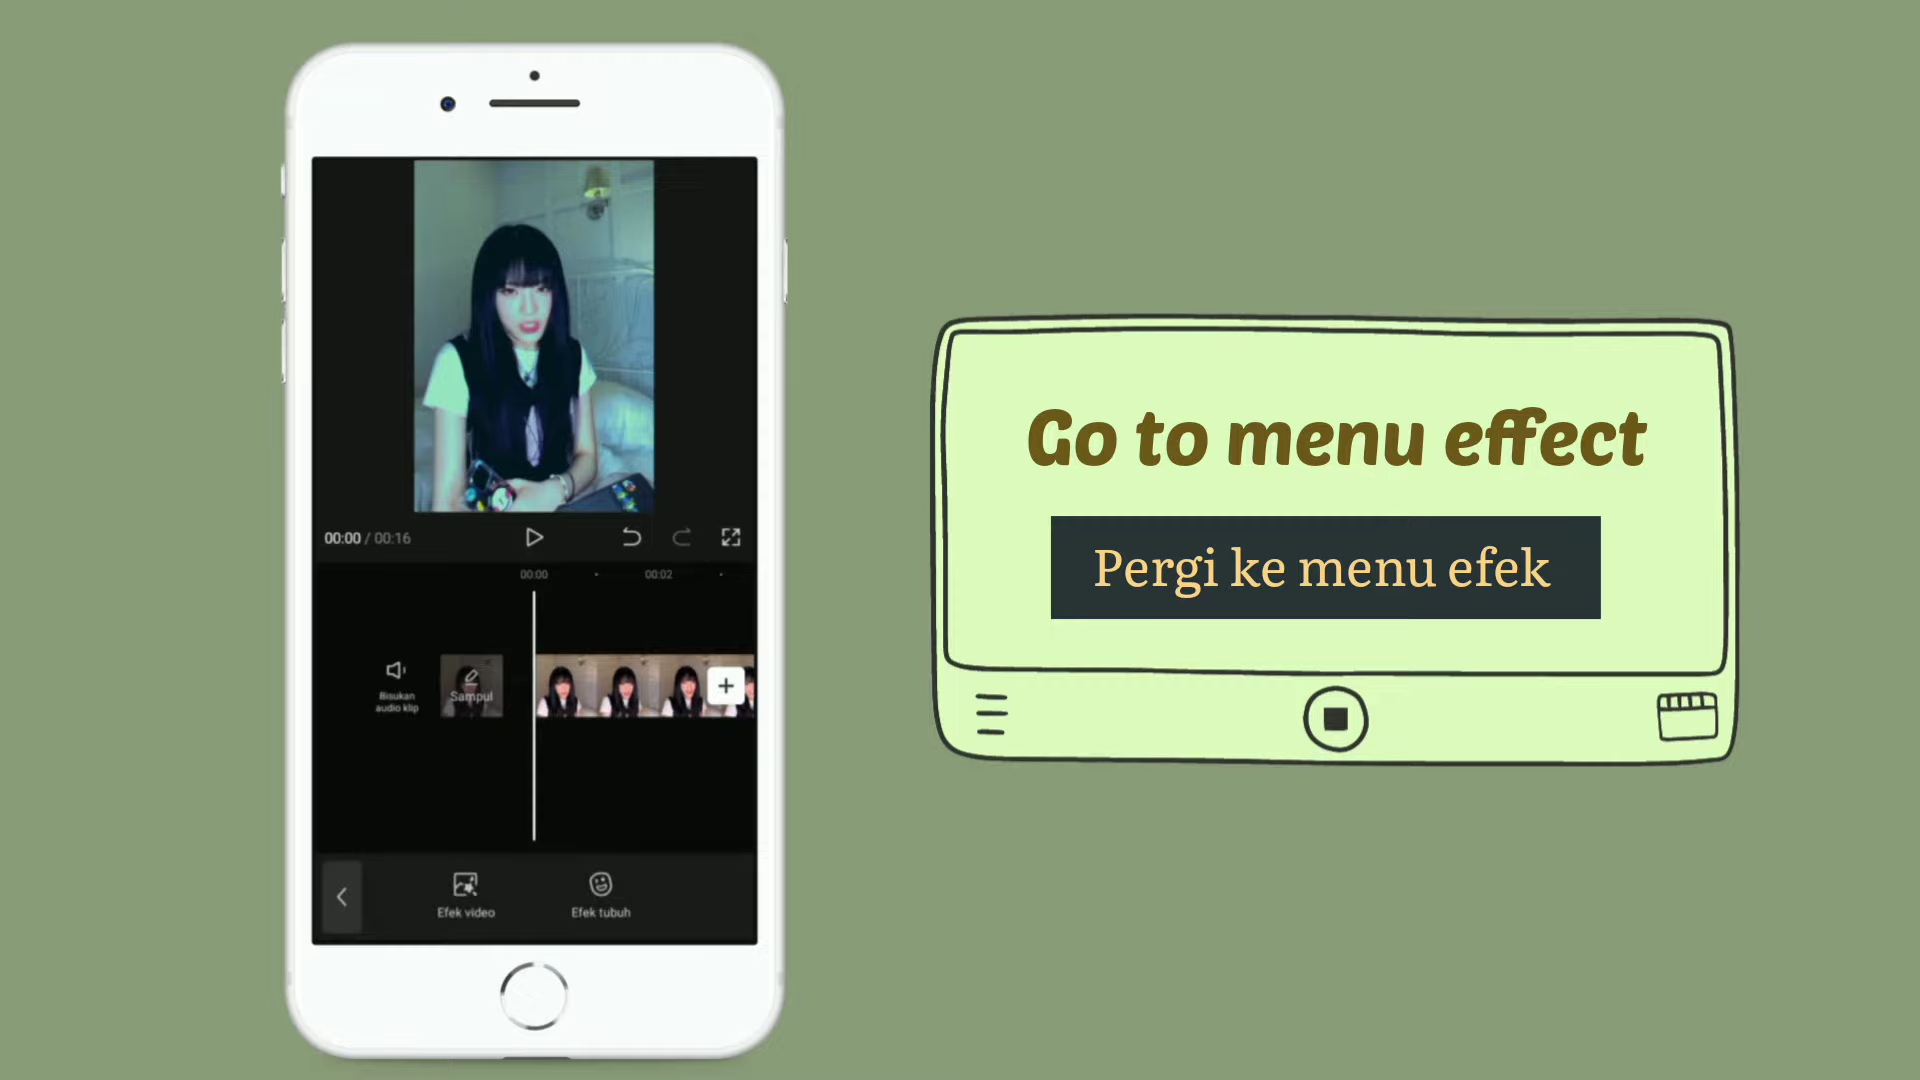 00:00 / 00:16
00:00
00:02
Bisukan
audio klip
Sampul
Efek video
Efek tubuh
Go to menu effect
Pergi ke menu efek